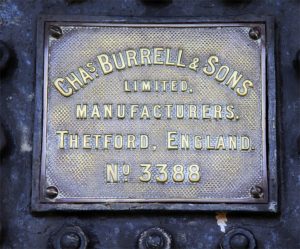 CHAS BURRELL & SONS
LIMITED,
MANUFACTURERS,
THETFORD, ENGLAND.
No 3388